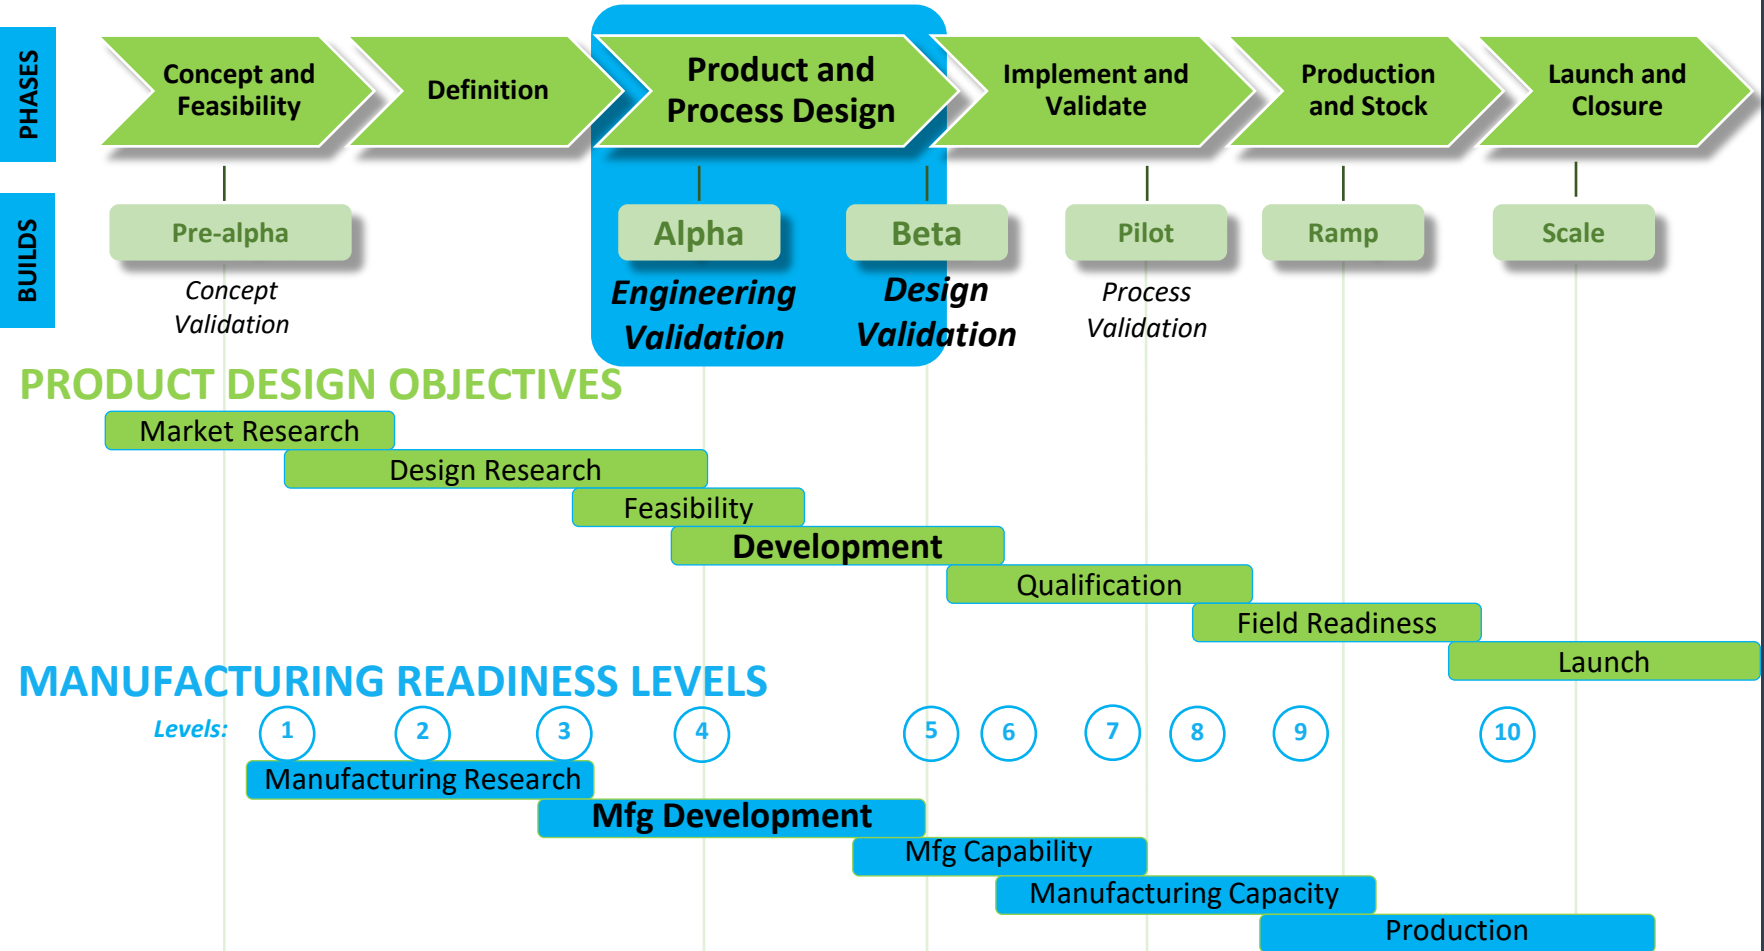 PHASES
Concept and
Feasibility
Definition
Product and
Process Design
Implement and
Validate
Production
and Stock
Launch and
Closure
BUILDS
Pre-alpha
Alpha
Beta
Pilot
Ramp
Scale
Concept
Validation
Engineering
Validation
Design
Validation
Process
Validation
PRODUCT DESIGN OBJECTIVES
Market Research
Design Research
Feasibility
Development
Qualification
Field Readiness
Launch
MANUFACTURING READINESS LEVELS
Levels: 1 2 3 4 5 6 7 8 9 10
Manufacturing Research
Mfg Development
Mfg Capability
Manufacturing Capacity
Production